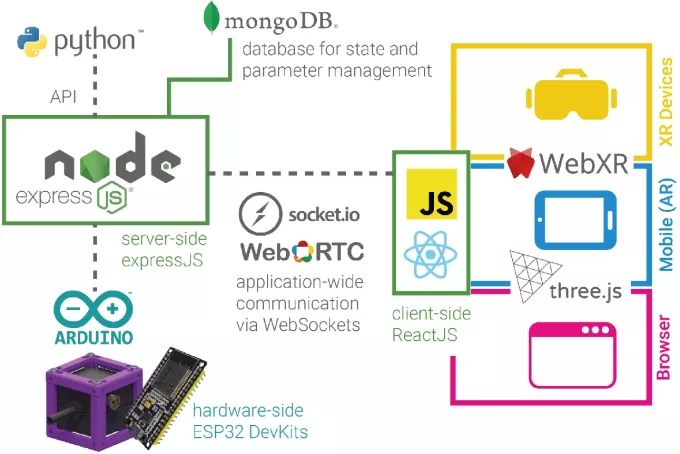 python™
mongoDB®
database for state and
parameter management
API
node
JS®
express
server-side
expressJS
socket.io
WebRTC
application-wide
communication
via WebSockets
JS
client-side
ReactJS
WebXR
three.js
XR Devices
Mobile (AR)
Browser
ARDUINO
hardware-side
ESP32 DevKits